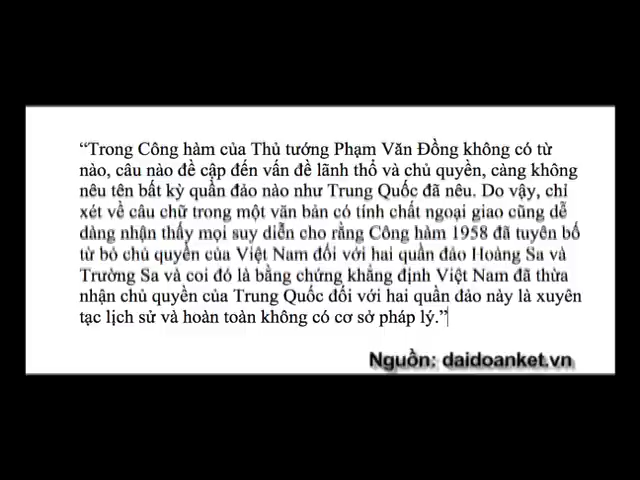 “Trong Công hàm của Thủ tướng Phạm Văn Đồng không có từ
nào, câu nào đề cập đến vấn đề lãnh thổ và chủ quyền, càng không
nêu tên bất kỳ quần đảo nào như Trung Quốc đã nêu. Do vậy, chỉ
xét về câu chữ trong một văn bản có tính chất ngoại giao cũng dễ
dàng nhận thấy mọi suy diễn cho rằng Công hàm 1958 đã tuyên bố
từ bỏ chủ quyền của Việt Nam đối với hai quần đảo Hoàng Sa và
Trường Sa và coi đó là bằng chứng khẳng định Việt Nam đã thừa
nhận chủ quyền của Trung Quốc đối với hai quần đảo này là xuyên
tạc lịch sử và hoàn toàn không có cơ sở pháp lý.”
Nguồn: daidoanket.vn